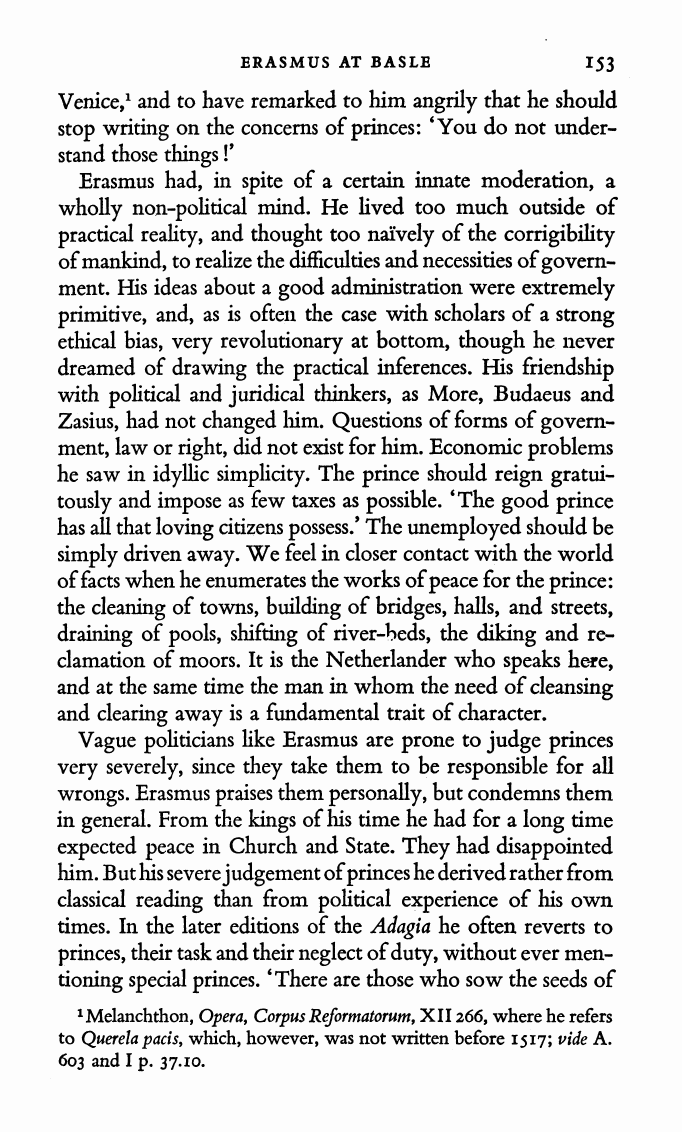 ERASMUS AT BASLE 153
Venice,¹ and to have remarked to him angrily that he should
stop writing on the concerns of princes: ‘You do not under-
stand those things!’
Erasmus had, in spite of a certain innate moderation, a
wholly non-political mind. He lived too much outside of
practical reality, and thought too naïvely of the corrigibility
of mankind, to realize the difficulties and necessities of govern-
ment. His ideas about a good administration were extremely
primitive, and, as is often the case with scholars of a strong
ethical bias, very revolutionary at bottom, though he never
dreamed of drawing the practical inferences. His friendship
with political and juridical thinkers, as More, Budaeus and
Zasius, had not changed him. Questions of forms of govern-
ment, law or right, did not exist for him. Economic problems
he saw in idyllic simplicity. The prince should reign gratui-
tously and impose as few taxes as possible. ‘The good prince
has all that loving citizens possess.’ The unemployed should be
simply driven away. We feel in closer contact with the world
of facts when he enumerates the works of peace for the prince:
the cleaning of towns, building of bridges, halls, and streets,
draining of pools, shifting of river-beds, the diking and re-
clamation of moors. It is the Netherlander who speaks here,
and at the same time the man in whom the need of cleansing
and clearing away is a fundamental trait of character.
Vague politicians like Erasmus are prone to judge princes
very severely, since they take them to be responsible for all
wrongs. Erasmus praises them personally, but condemns them
in general. From the kings of his time he had for a long time
expected peace in Church and State. They had disappointed
him. But his severe judgement of princes he derived rather from
classical reading than from political experience of his own
times. In the later editions of the Adagia he often reverts to
princes, their task and their neglect of duty, without ever men-
tioning special princes. ‘There are those who sow the seeds of
¹ Melanchthon, Opera, Corpus Reformatorum, XII 266, where he refers
to Querela pacis, which, however, was not written before 1517; vide A.
603 and I p. 37.10.